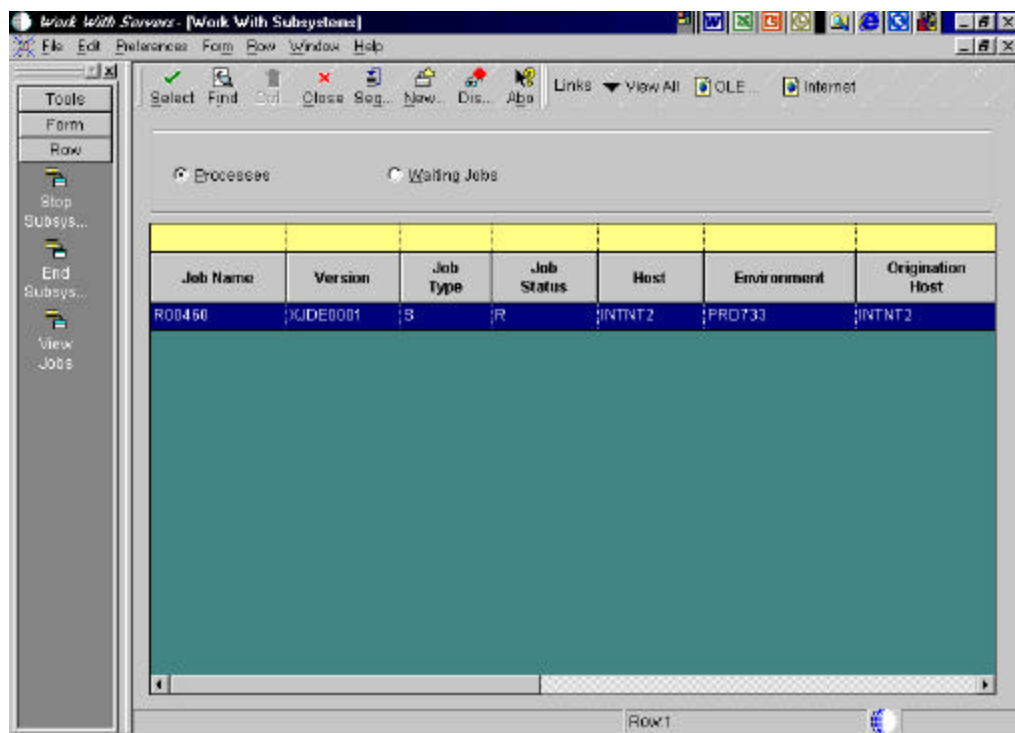 Work With Servers - [Work With Subsystems]
File Edit Preferences Form Row Window Help
Tools
Form
Row
Stop
Subsys...
End
Subsys...
View
Jobs
Select Find Close Seq... New... Dis... Abo Links View All OLE... Internet
Processes Waiting Jobs
Job Name Version Job Type Job Status Host Environment Origination Host
R00460 XJDE0001 S R INTNT2 PRD733 INTNT2
Row:1